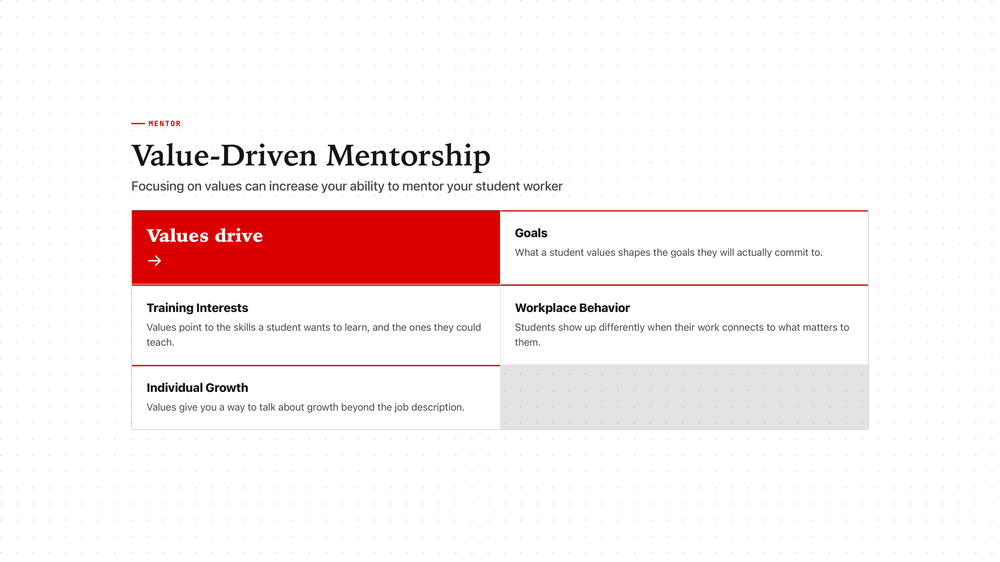 MENTOR
Value-Driven Mentorship
Focusing on values can increase your ability to mentor your student worker
Values drive
→
Goals
What a student values shapes the goals they will actually commit to.
Training Interests
Values point to the skills a student wants to learn, and the ones they could
teach.
Workplace Behavior
Students show up differently when their work connects to what matters to
them.
Individual Growth
Values give you a way to talk about growth beyond the job description.